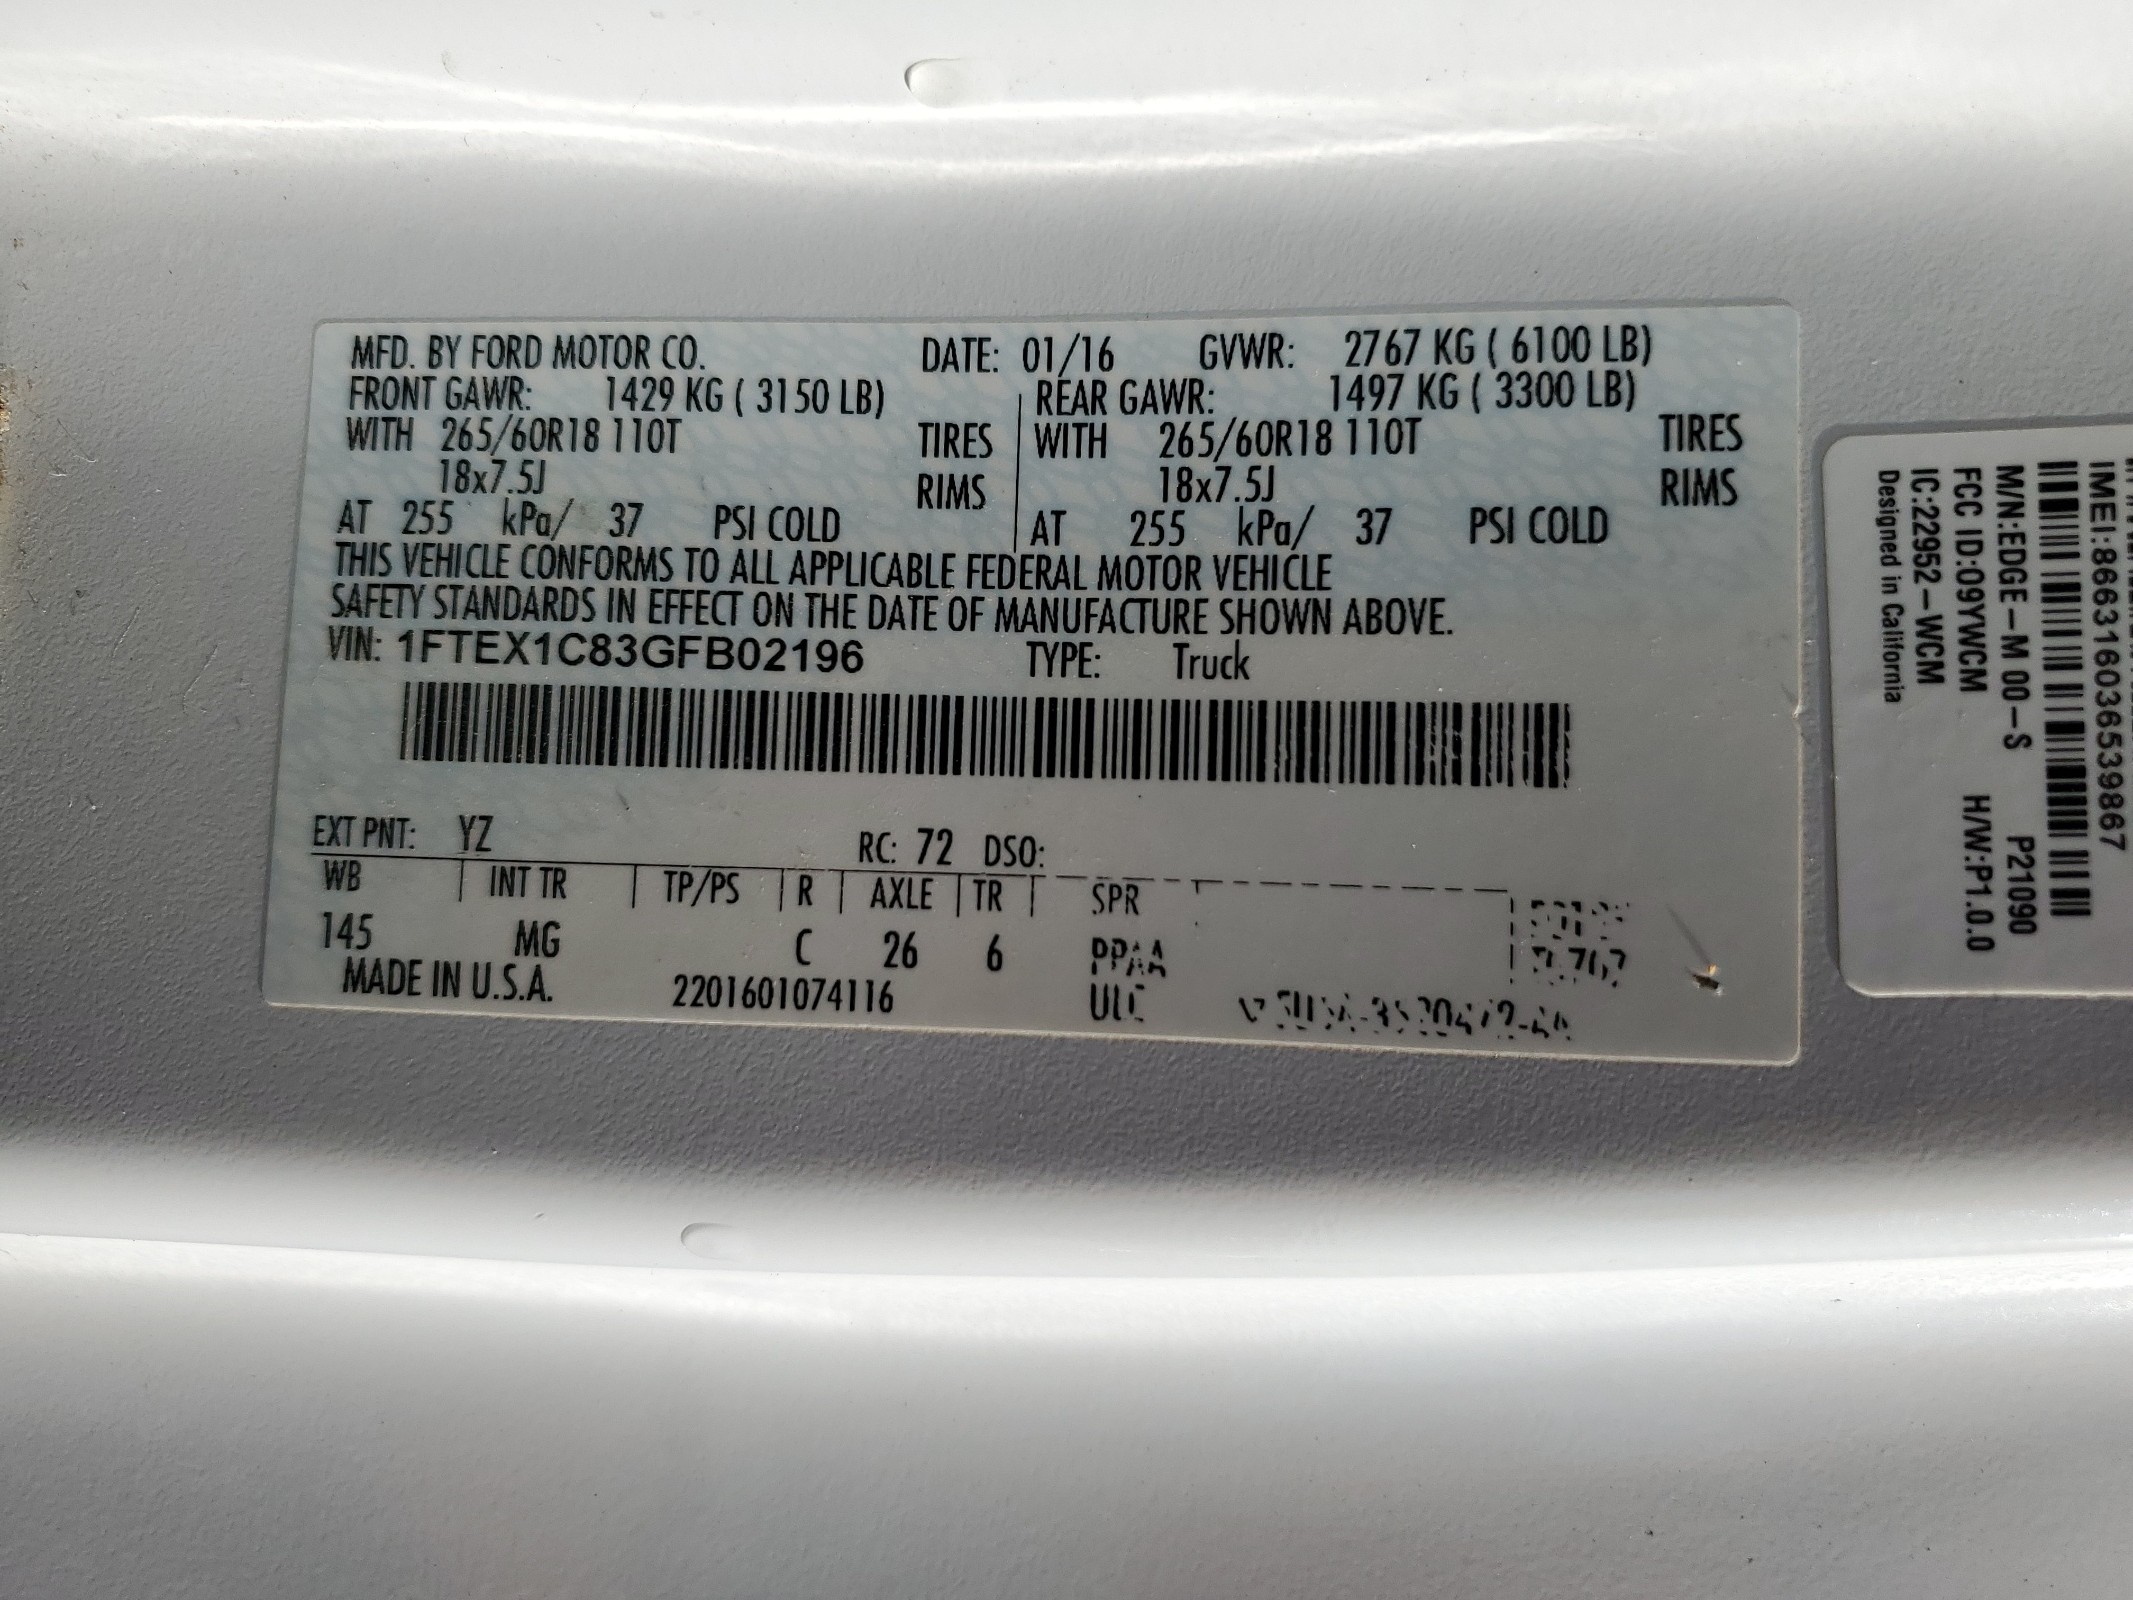 MFD. BY FORD MOTOR CO. DATE: 01/16 GVWR: 2767 KG ( 6100 LB)
FRONT GAWR: 1429 KG ( 3150 LB) REAR GAWR: 1497 KG ( 3300 LB)
WITH 265/60R18 110T TIRES WITH 265/60R18 110T TIRES
18x7.5J RIMS 18x7.5J RIMS
AT 255 kPa/ 37 PSI COLD AT 255 kPa/ 37 PSI COLD
THIS VEHICLE CONFORMS TO ALL APPLICABLE FEDERAL MOTOR VEHICLE
SAFETY STANDARDS IN EFFECT ON THE DATE OF MANUFACTURE SHOWN ABOVE.
VIN: 1FTEX1C83GFB02196 TYPE: Truck
EXT PNT: YZ RC: 72 DSO:
WB INT TR TP/PS R AXLE TR SPR
145 MG C 26 6 PPAA
MADE IN U.S.A. 2201601074116
IMEI:866316036539867
M/N:EDGE-M 00-S P21090
FCC ID:09YWCM H/W:P1.0.0
IC:22952-WCM
Designed in California